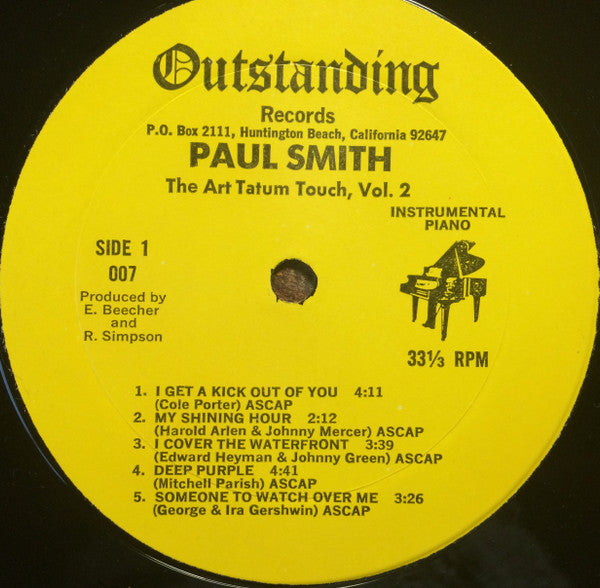 Outstanding
Records
P.O. Box 2111, Huntington Beach, California 92647
PAUL SMITH
The Art Tatum Touch, Vol. 2
INSTRUMENTAL
PIANO
SIDE 1
007
Produced by
E. Beecher
and
R. Simpson
33⅓ RPM
1. I GET A KICK OUT OF YOU 4:11
(Cole Porter) ASCAP
2. MY SHINING HOUR 2:12
(Harold Arlen & Johnny Mercer) ASCAP
3. I COVER THE WATERFRONT 3:39
(Edward Heyman & Johnny Green) ASCAP
4. DEEP PURPLE 4:41
(Mitchell Parish) ASCAP
5. SOMEONE TO WATCH OVER ME 3:26
(George & Ira Gershwin) ASCAP